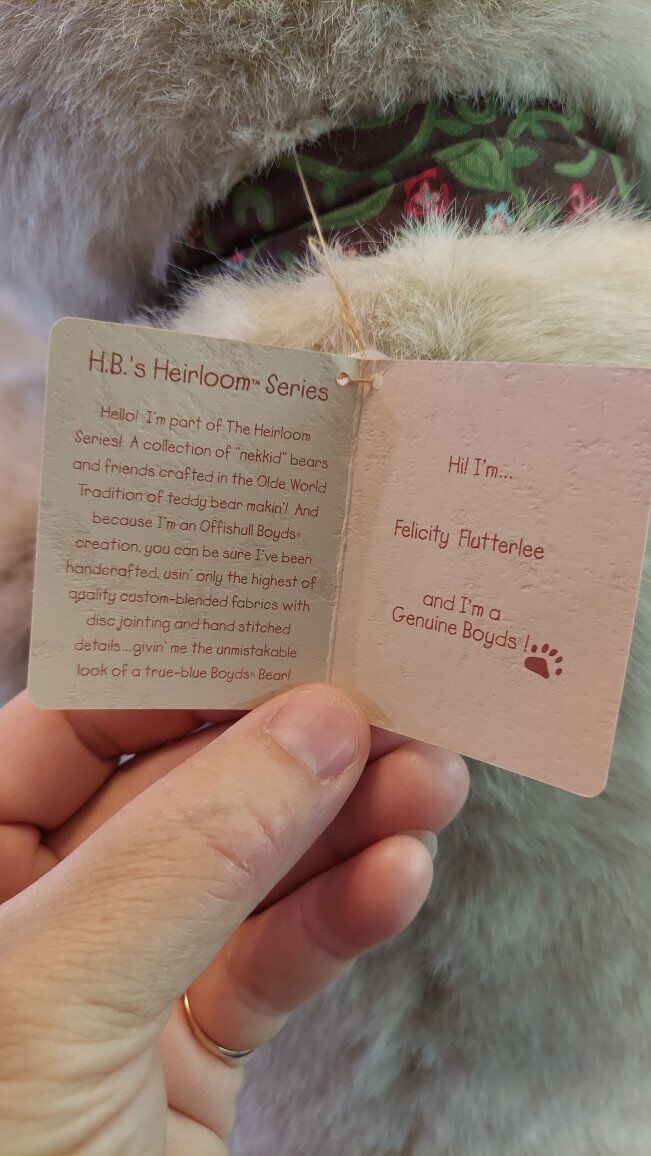 H.B.'s Heirloom™ Series
Hello! I'm part of The Heirloom
Series! A collection of "nekkid" bears
and friends crafted in the Olde World
Tradition of teddy bear makin'! And
because I'm an Offishull Boyds®
creation, you can be sure I've been
handcrafted, usin' only the highest of
quality custom-blended fabrics with
disc jointing and hand stitched
details...givin' me the unmistakable
look of a true-blue Boyds® Bear!
Hi! I'm...
Felicity Flutterlee
and I'm a
Genuine Boyds!